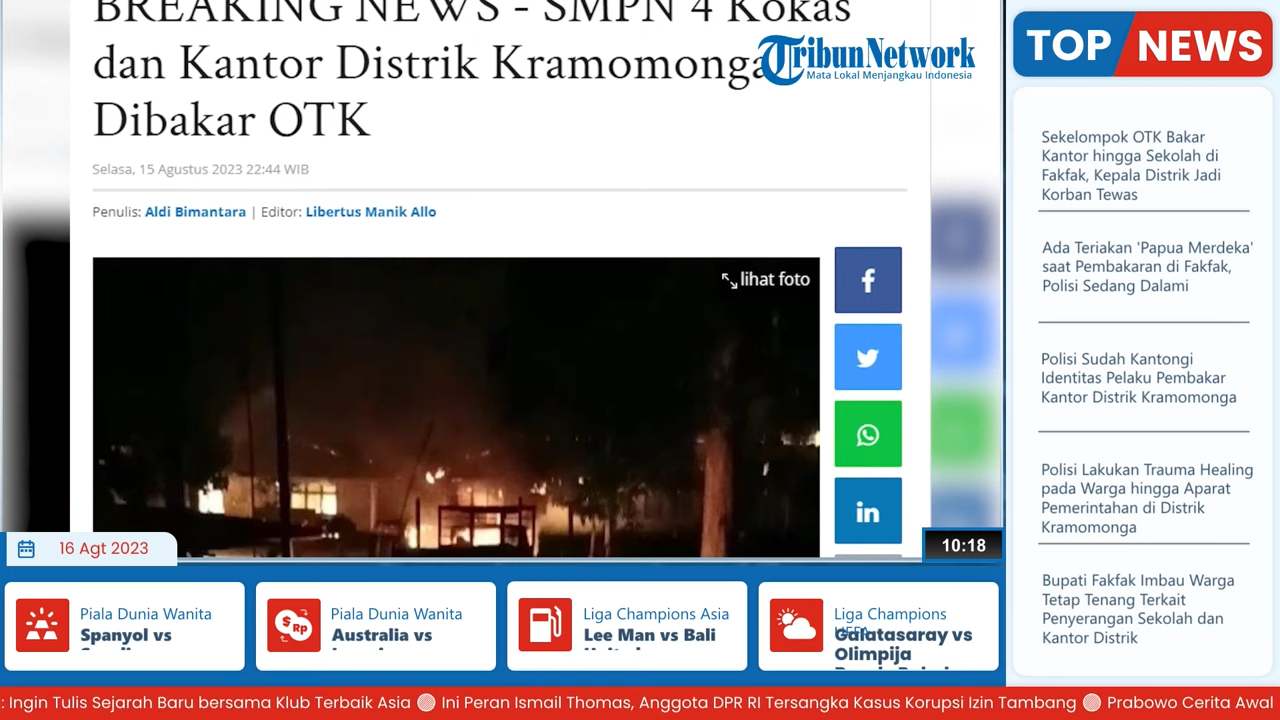 BREAKING NEWS - SMPN 4 Kokas
dan Kantor Distrik Kramomonga
Dibakar OTK
TribunNetwork
Mata Lokal Menjangkau Indonesia
Selasa, 15 Agustus 2023 22:44 WIB
Penulis: Aldi Bimantara | Editor: Libertus Manik Allo
lihat foto
f
in
16 Agt 2023
10:18
TOP NEWS
Sekelompok OTK Bakar
Kantor hingga Sekolah di
Fakfak, Kepala Distrik Jadi
Korban Tewas
Ada Teriakan 'Papua Merdeka'
saat Pembakaran di Fakfak,
Polisi Sedang Dalami
Polisi Sudah Kantongi
Identitas Pelaku Pembakar
Kantor Distrik Kramomonga
Polisi Lakukan Trauma Healing
pada Warga hingga Aparat
Pemerintahan di Distrik
Kramomonga
Bupati Fakfak Imbau Warga
Tetap Tenang Terkait
Penyerangan Sekolah dan
Kantor Distrik
Piala Dunia Wanita
Spanyol vs
$ Rp
Piala Dunia Wanita
Australia vs
Liga Champions Asia
Lee Man vs Bali
Liga Champions
Galatasaray vs
Olimpija
: Ingin Tulis Sejarah Baru bersama Klub Terbaik Asia
Ini Peran Ismail Thomas, Anggota DPR RI Tersangka Kasus Korupsi Izin Tambang
Prabowo Cerita Awal